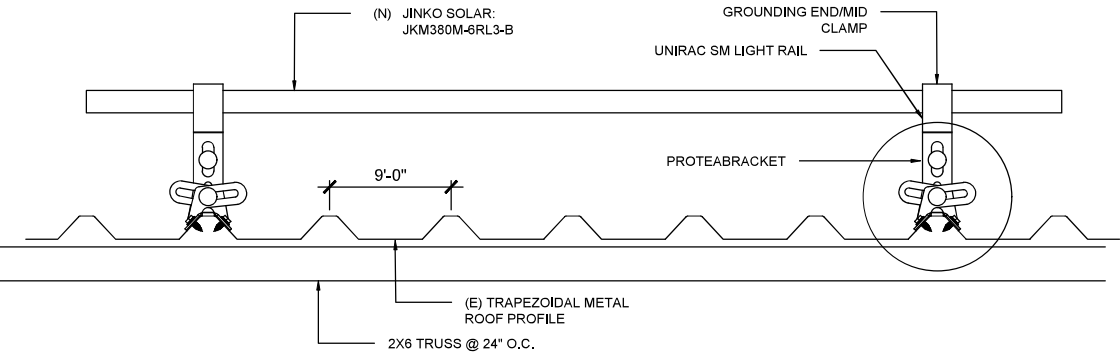 (N) JINKO SOLAR:
JKM380M-6RL3-B
GROUNDING END/MID
CLAMP
UNIRAC SM LIGHT RAIL
PROTEABRACKET
9'-0"
(E) TRAPEZOIDAL METAL
ROOF PROFILE
2X6 TRUSS @ 24" O.C.